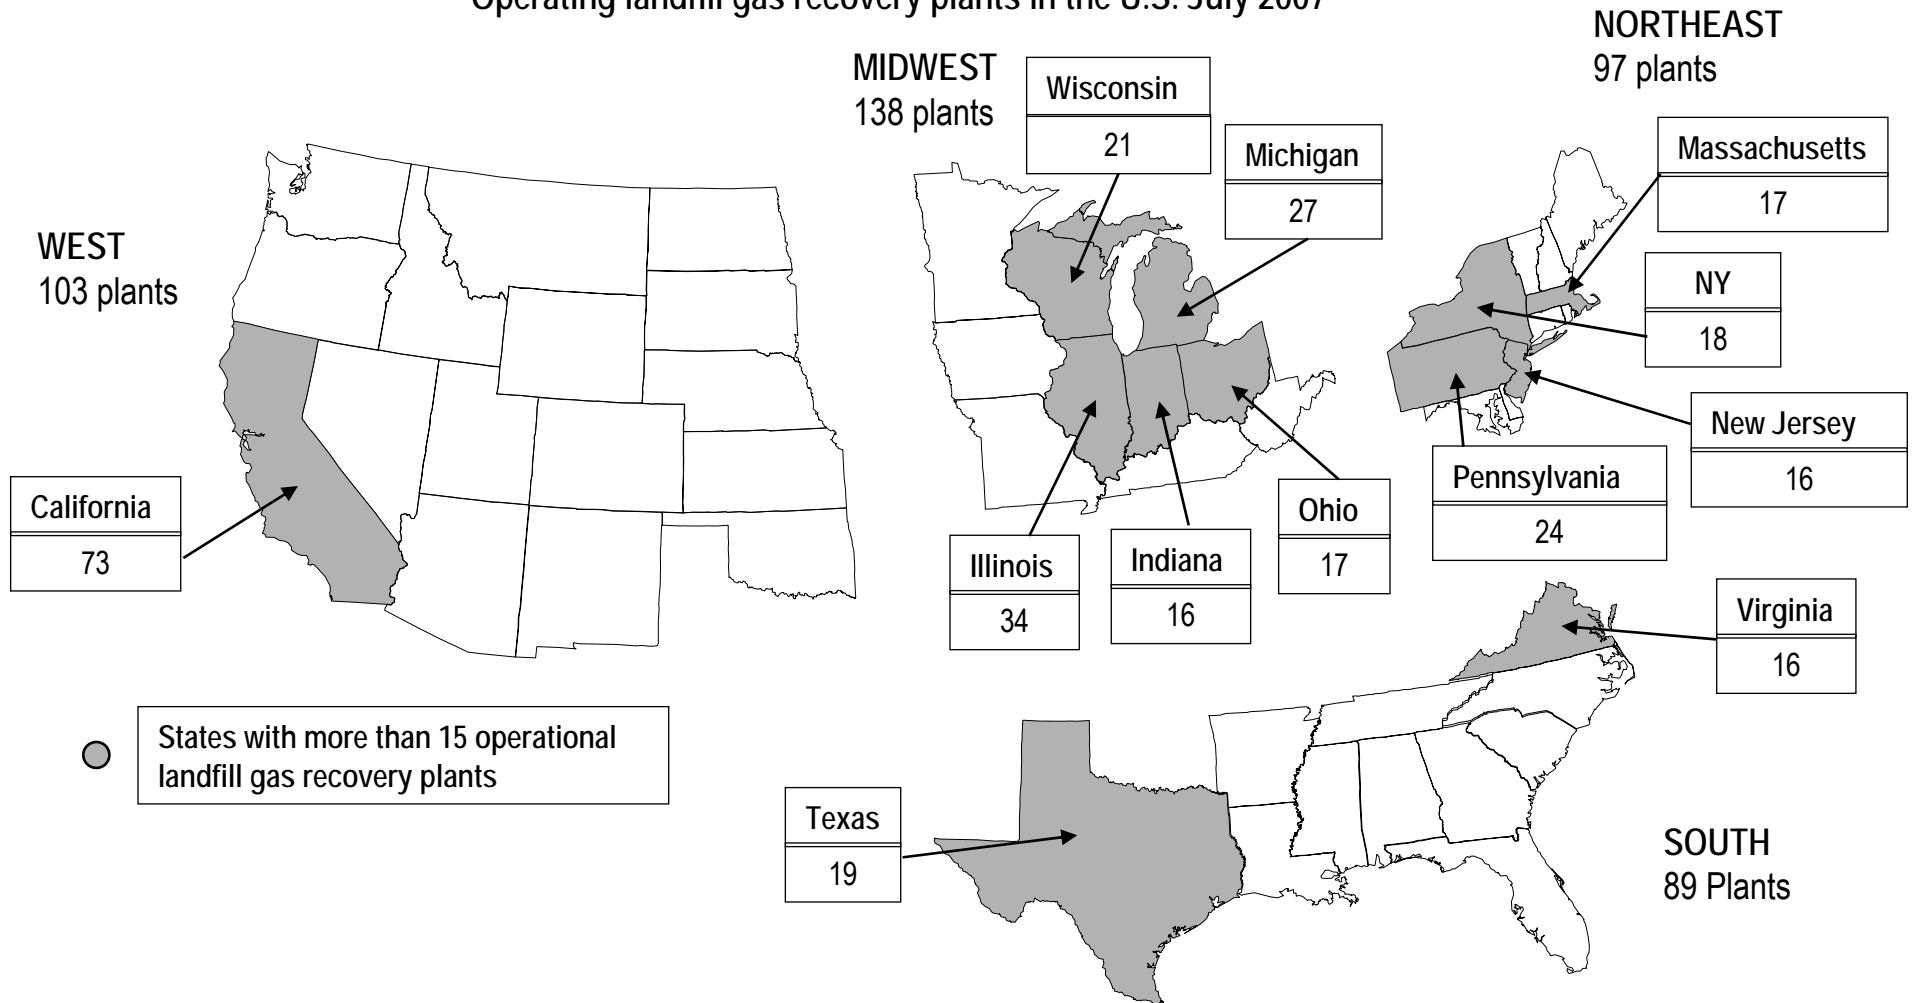 Operating landfill gas recovery plants in the U.S. July 2007
NORTHEAST
97 plants
MIDWEST
138 plants
Wisconsin
21
Michigan
27
Massachusetts
17
WEST
103 plants
NY
18
New Jersey
16
Pennsylvania
24
California
73
Ohio
17
Illinois
34
Indiana
16
Virginia
16
States with more than 15 operational
landfill gas recovery plants
Texas
19
SOUTH
89 Plants